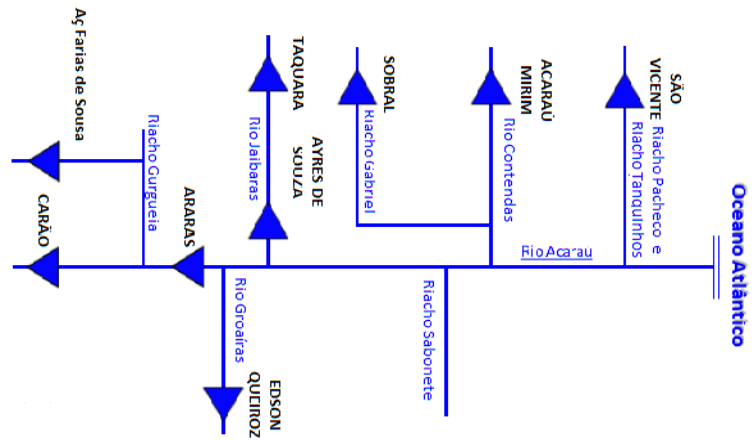 Oceano Atlântico
SÃO
VICENTE
Riacho Pacheco e
Riacho Tanquinhos
Rio Acarau
ACARAÚ
MIRIM
Rio Contendas
Riacho Sabonete
SOBRAL
Riacho Gabriel
TAQUARA
AYRES DE
SOUZA
Rio Jaibaras
EDSON
QUEIROZ
Rio Groaíras
ARARAS
Riacho Gurgueia
Aç Farias de Sousa
CARÃO